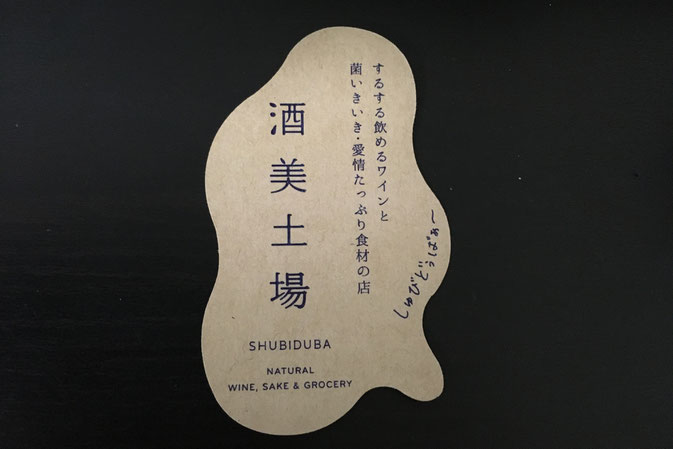 するする飲めるワインと
菌いきいき・愛情たっぷり食材の店
酒美土場
しゅびどぅばぁー
SHUBIDUBA
NATURAL
WINE, SAKE & GROCERY